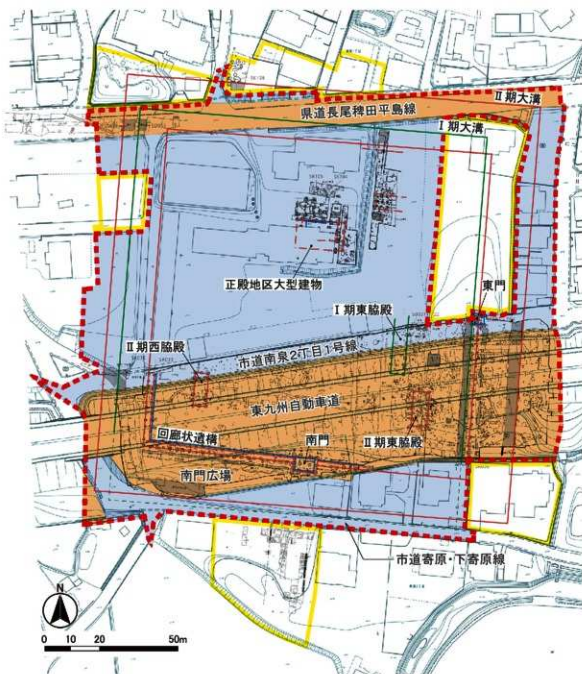 Ⅱ期大溝
県道長尾稗田平島線
Ⅰ期大溝
正殿地区大型建物
東門
Ⅰ期東脇殿
Ⅱ期西脇殿
市道南泉2丁目1号線
東九州自動車道
回廊状遺構
南門
Ⅱ期東脇殿
南門広場
市道寄原・下寄原線
N
0 10 20 50m